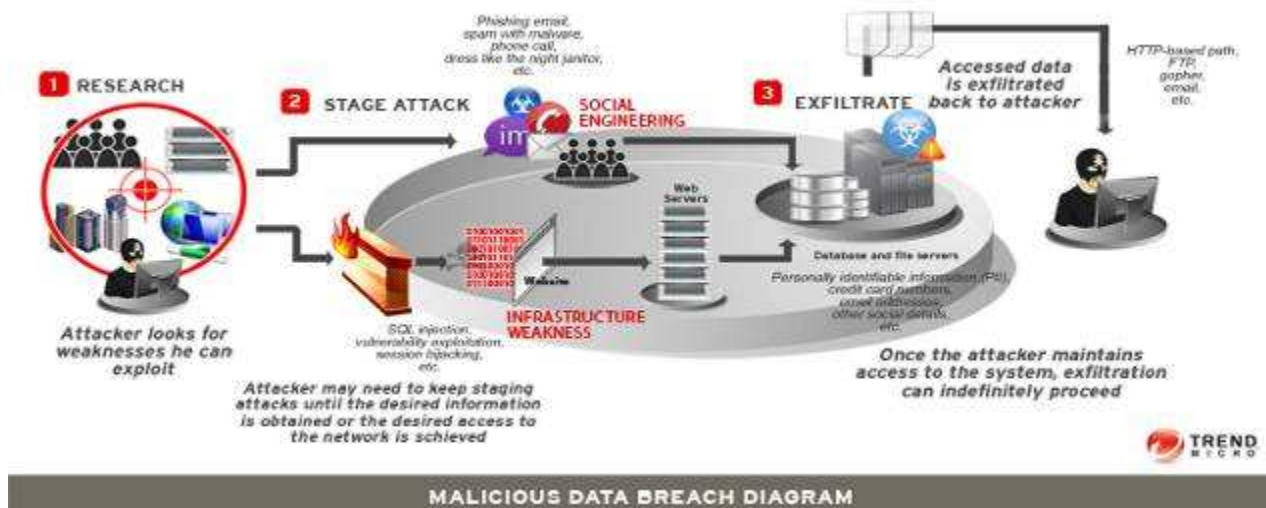 1 RESEARCH
Attacker looks for
weaknesses he can
exploit
2 STAGE ATTACK
Phishing email,
spam with malware,
phone call,
dress like the night janitor,
etc.
im
SOCIAL
ENGINEERING
Website
INFRASTRUCTURE
WEAKNESS
SQL injection,
vulnerability exploitation,
session hijacking,
etc.
Attacker may need to keep staging
attacks until the desired information
is obtained or the desired access to
the network is achieved
Web
Servers
3 EXFILTRATE
Accessed data
is exfiltrated
back to attacker
HTTP-based path,
FTP,
gopher,
email,
etc.
Database and file servers
Personally identifiable information (PII),
credit card numbers,
email addresses,
other social details,
etc.
Once the attacker maintains
access to the system, exfiltration
can indefinitely proceed
TREND
MICRO
MALICIOUS DATA BREACH DIAGRAM